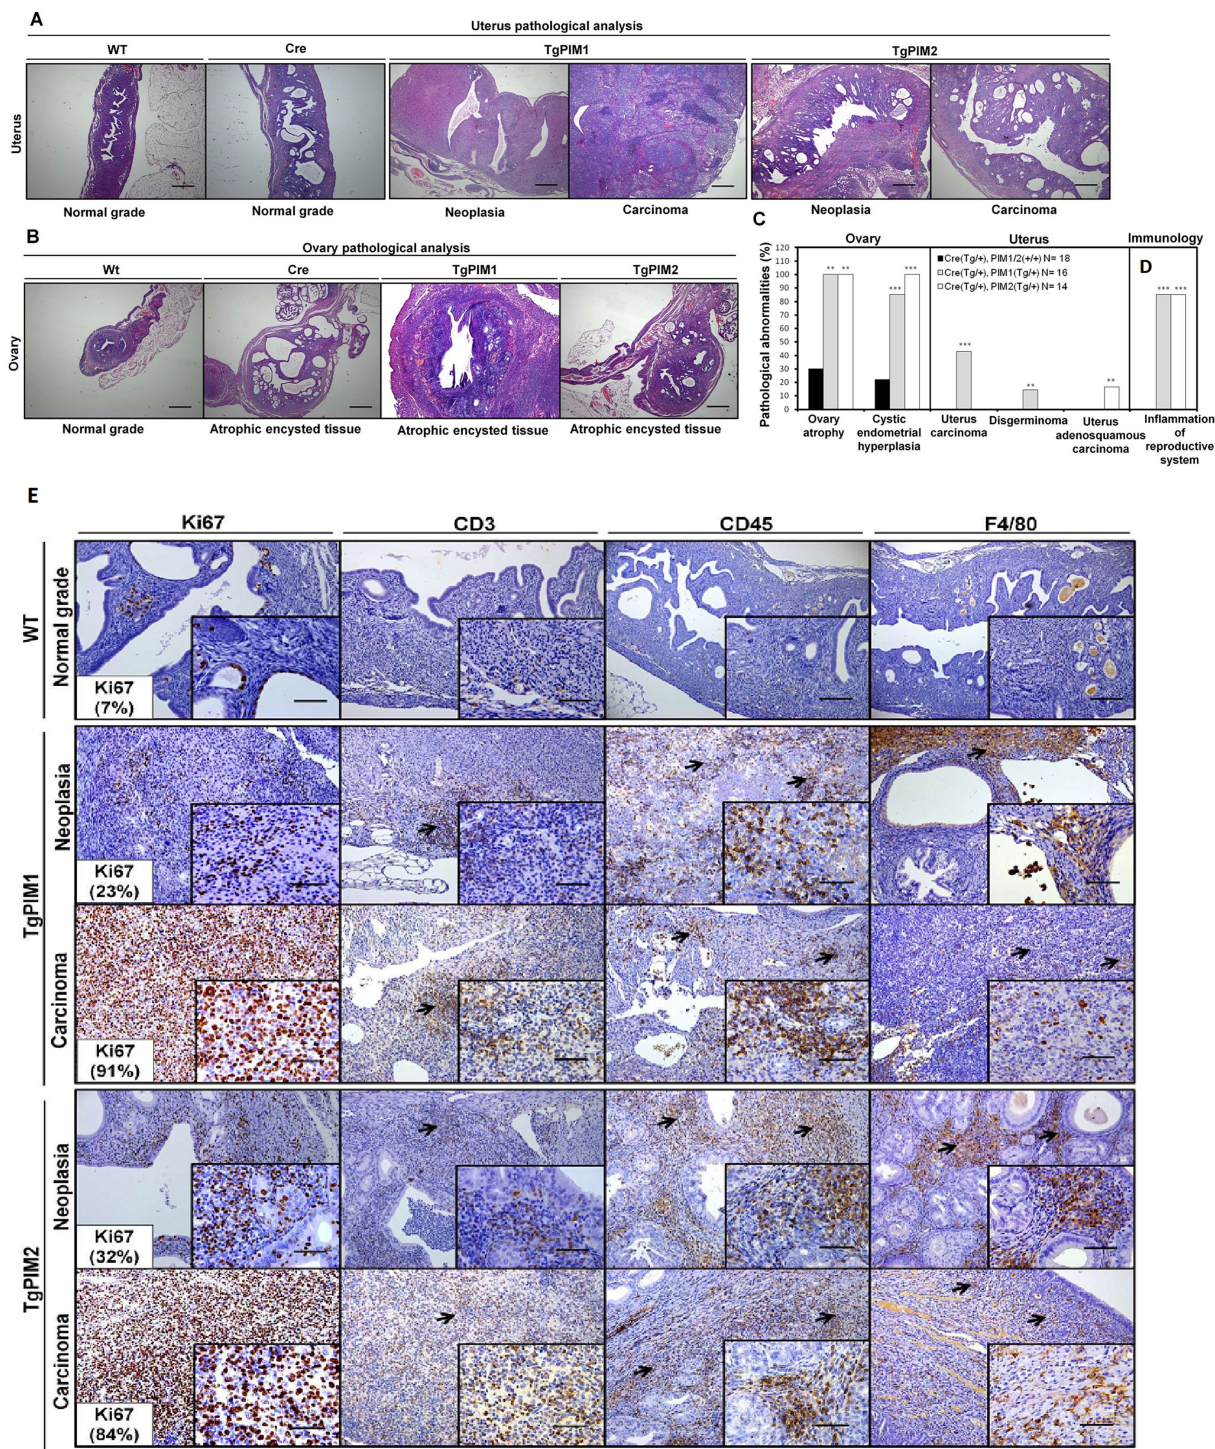 A
Uterus pathological analysis
WT
Cre
TgPIM1
TgPIM2
Uterus
Normal grade
Normal grade
Neoplasia
Carcinoma
Neoplasia
Carcinoma
B
Ovary pathological analysis
Wt
Cre
TgPIM1
TgPIM2
Ovary
Normal grade
Atrophic encysted tissue
Atrophic encysted tissue
Atrophic encysted tissue
C
Ovary
Uterus
Immunology
D
Pathological abnormalities (%)
120
110
100
90
80
70
60
50
40
30
20
10
0
Cre(Tg/+), PIM1/2(+/+) N= 18
Cre(Tg/+), PIM1(Tg/+) N= 16
Cre(Tg/+), PIM2(Tg/+) N= 14
** **
***
***
***
**
**
*** ***
Ovary
atrophy
Cystic
endometrial
hyperplasia
Uterus
carcinoma
Disgerminoma
Uterus
adenosquamous
carcinoma
Inflammation
of
reproductive
system
E
Ki67
CD3
CD45
F4/80
WT
Normal grade
Ki67
(7%)
TgPIM1
Neoplasia
Ki67
(23%)
Carcinoma
Ki67
(91%)
TgPIM2
Neoplasia
Ki67
(32%)
Carcinoma
Ki67
(84%)